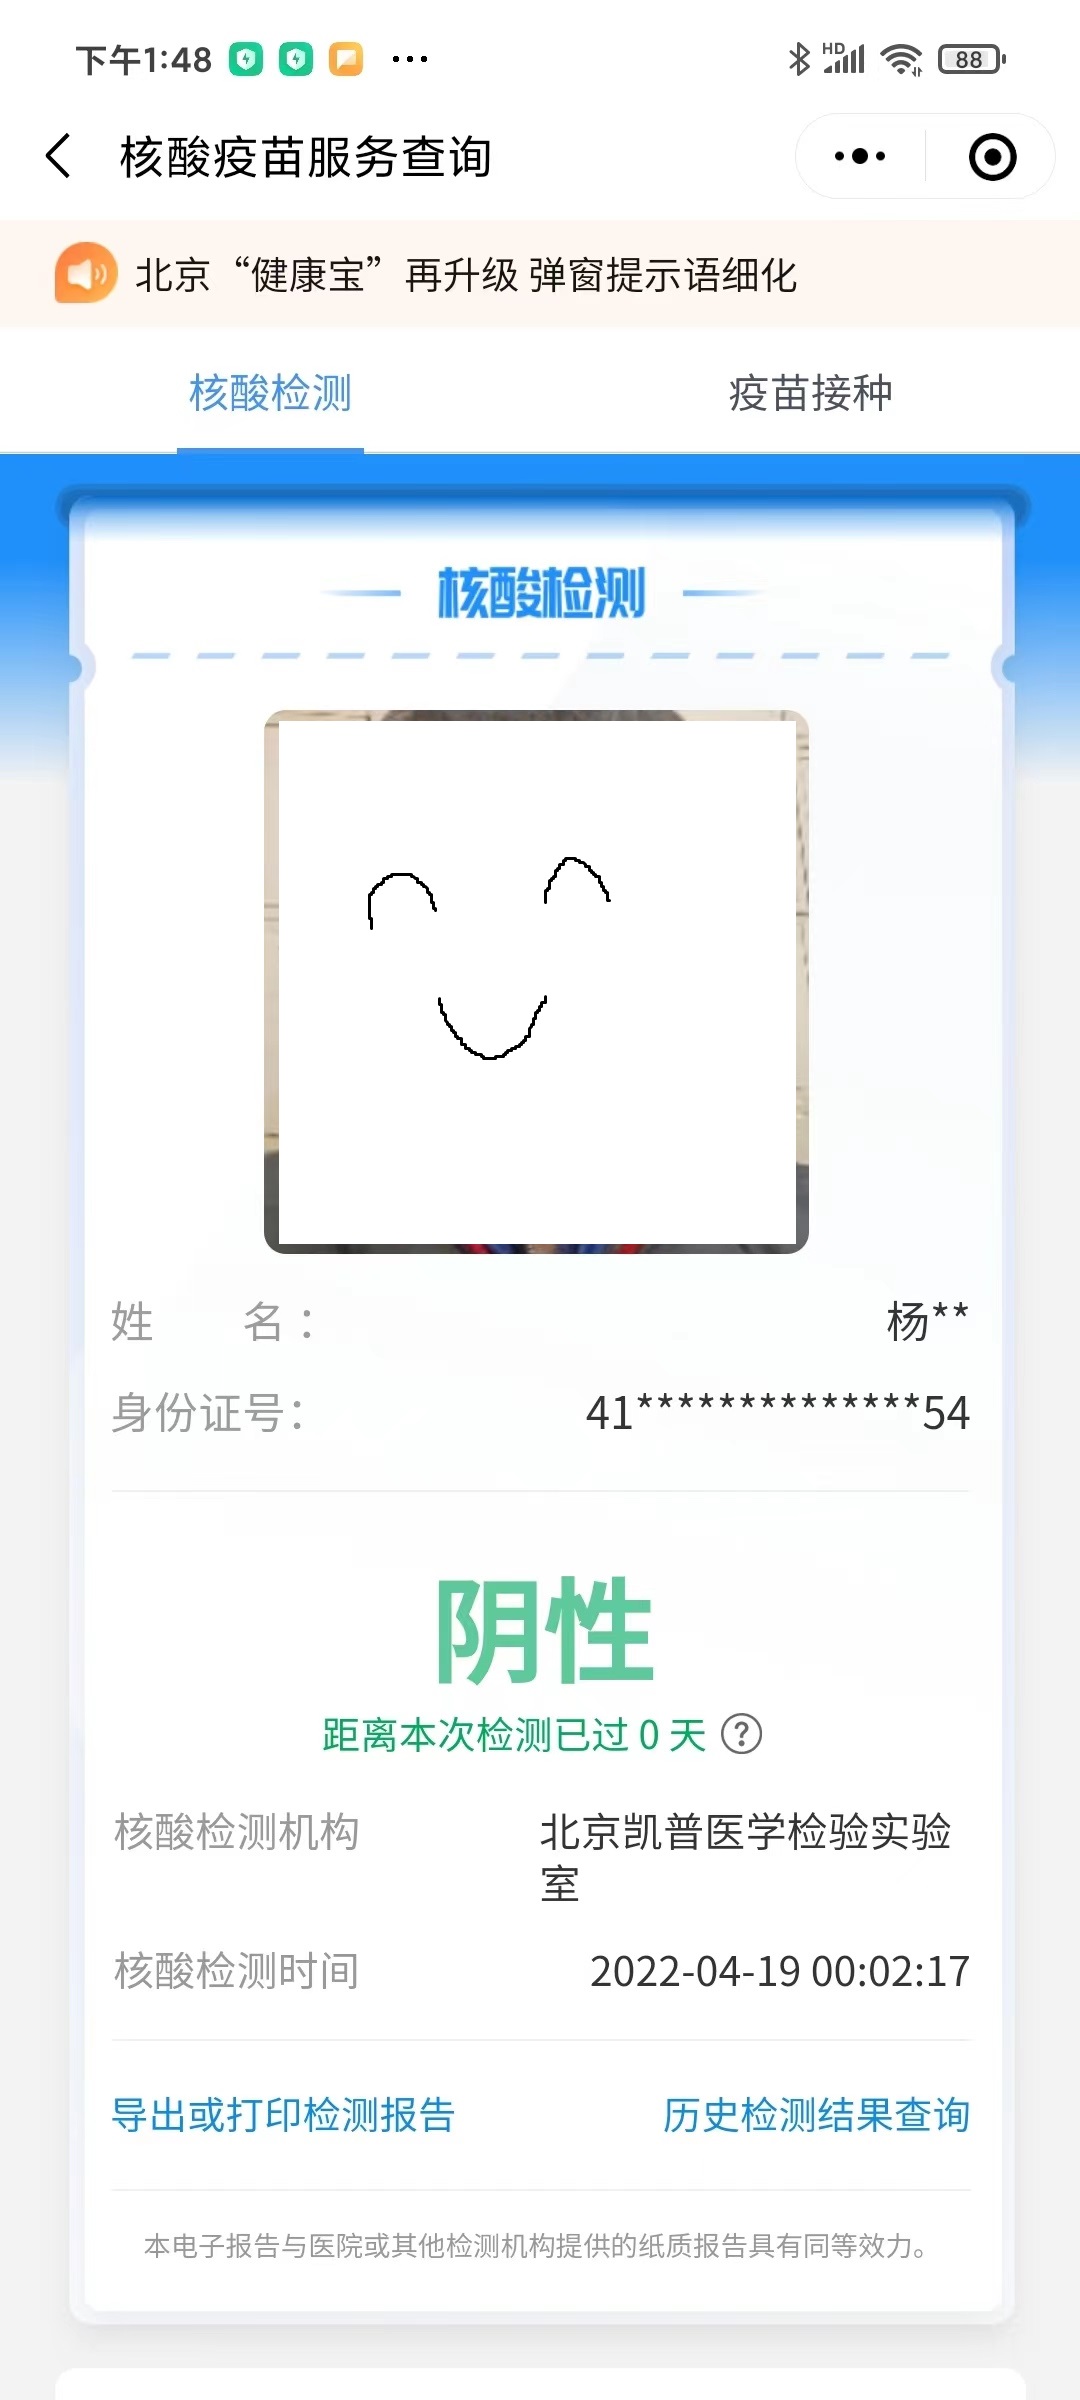 下午1:48
HD
88
核酸疫苗服务查询
北京“健康宝”再升级 弹窗提示语细化
核酸检测
疫苗接种
核酸检测
姓 名：
杨**
身份证号：
41**************54
阴性
距离本次检测已过 0 天
核酸检测机构
北京凯普医学检验实验
室
核酸检测时间
2022-04-19 00:02:17
导出或打印检测报告
历史检测结果查询
本电子报告与医院或其他检测机构提供的纸质报告具有同等效力。